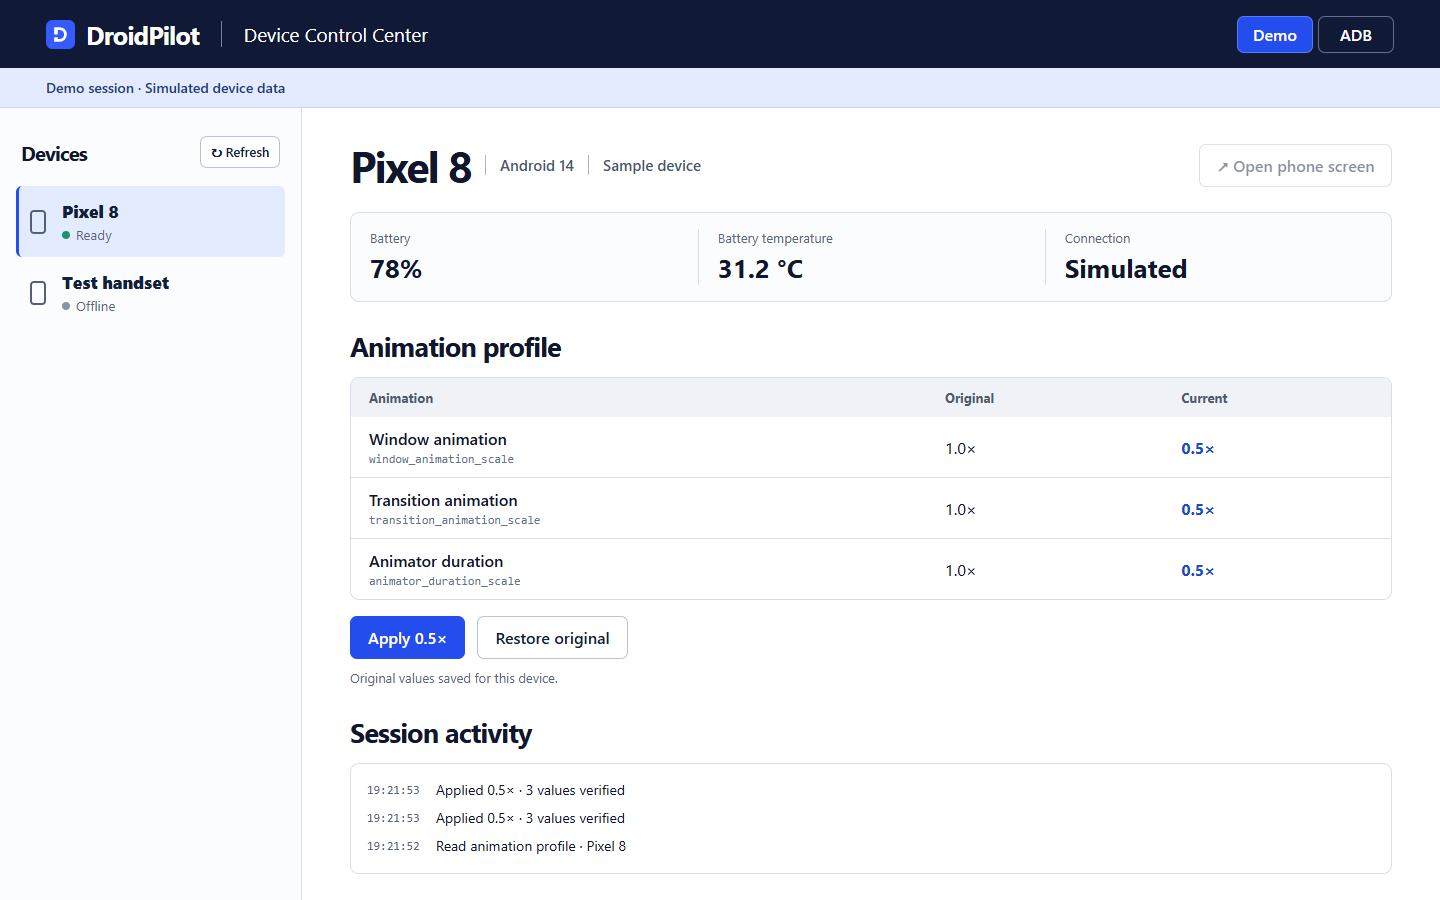 D DroidPilot Device Control Center Demo ADB
Demo session · Simulated device data
Devices ↻ Refresh
Pixel 8
Ready
Test handset
Offline
Pixel 8 Android 14 Sample device ↗ Open phone screen
Battery Battery temperature Connection
78% 31.2 °C Simulated
Animation profile
Animation Original Current
Window animation
window_animation_scale
1.0× 0.5×
Transition animation
transition_animation_scale
1.0× 0.5×
Animator duration
animator_duration_scale
1.0× 0.5×
Apply 0.5× Restore original
Original values saved for this device.
Session activity
19:21:53 Applied 0.5× · 3 values verified
19:21:53 Applied 0.5× · 3 values verified
19:21:52 Read animation profile · Pixel 8